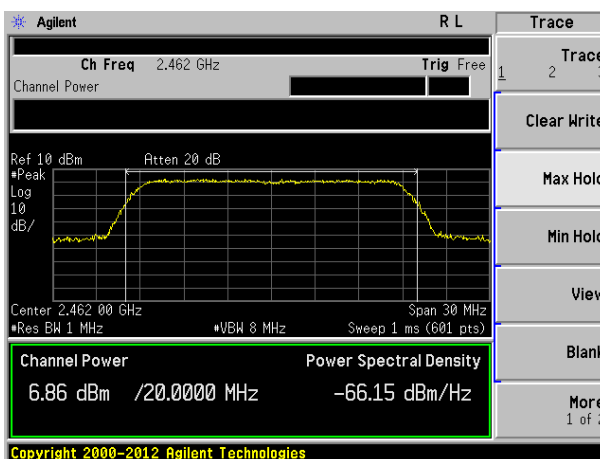 Agilent R L Trace
Ch Freq 2.462 GHz Trig Free
Channel Power
Trace
1 2
Clear Write
Max Hold
Min Hold
View
Blank
More
1 of 2
Ref 10 dBm Atten 20 dB
#Peak
Log
10
dB/
Center 2.462 00 GHz Span 30 MHz
#Res BW 1 MHz #VBW 8 MHz Sweep 1 ms (601 pts)
Channel Power Power Spectral Density
6.86 dBm /20.0000 MHz -66.15 dBm/Hz
Copyright 2000-2012 Agilent Technologies